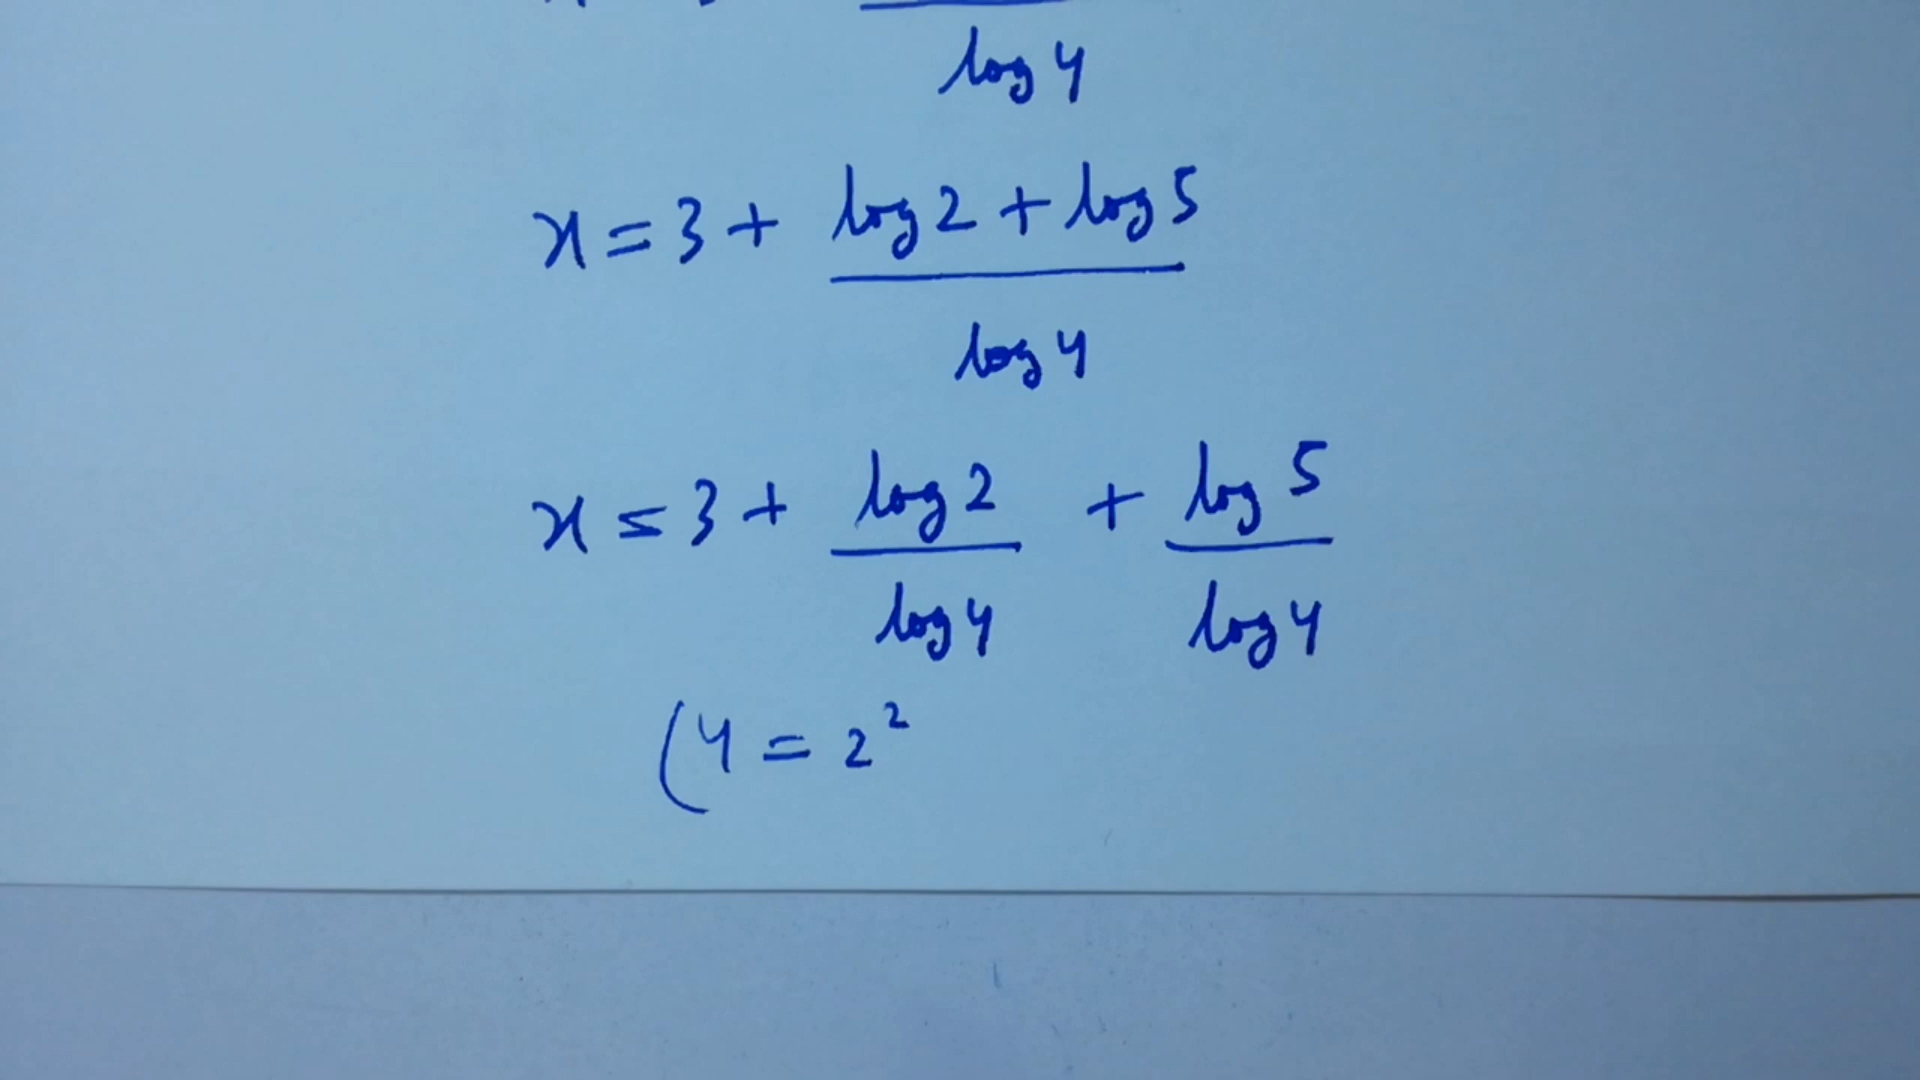 log 4
x = 3 + (log 2 + log 5) / log 4
x = 3 + log 2 / log 4 + log 5 / log 4
(4 = 2²